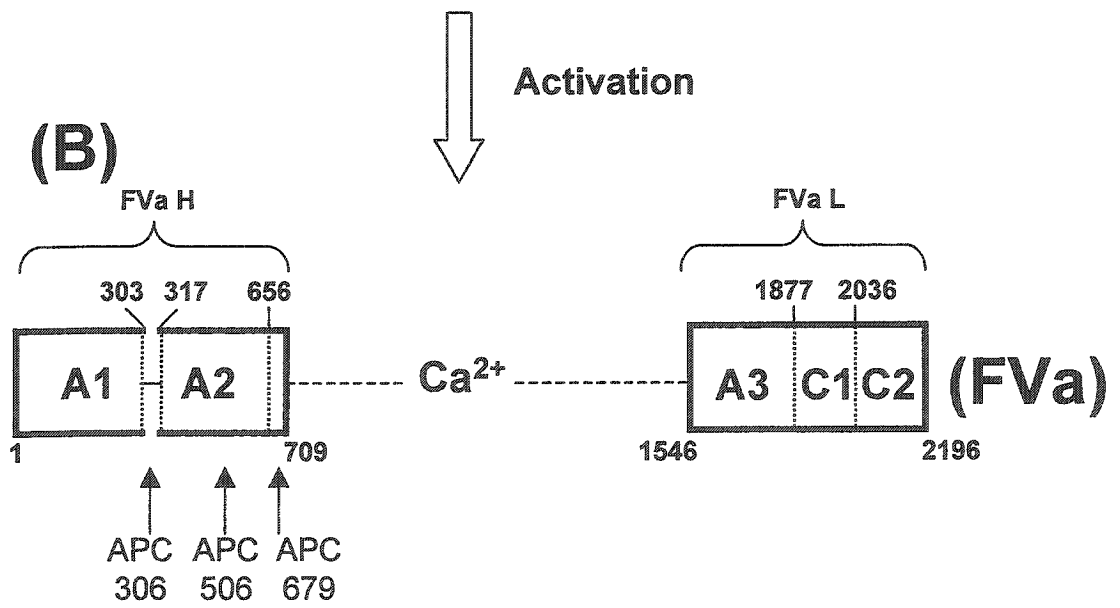 Activation
(B)
FVa H
FVa L
303 317 656
1877 2036
A1 A2 Ca²⁺ A3 C1 C2 (FVa)
1 709 1546 2196
APC APC APC
306 506 679